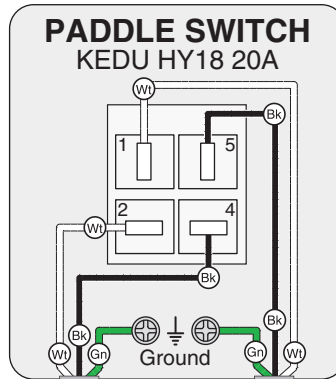 PADDLE SWITCH
KEDU HY18 20A
Wt
Bk
1
5
2
4
Wt
Bk
Bk
Bk
Wt
Gn
Ground
Gn
Wt